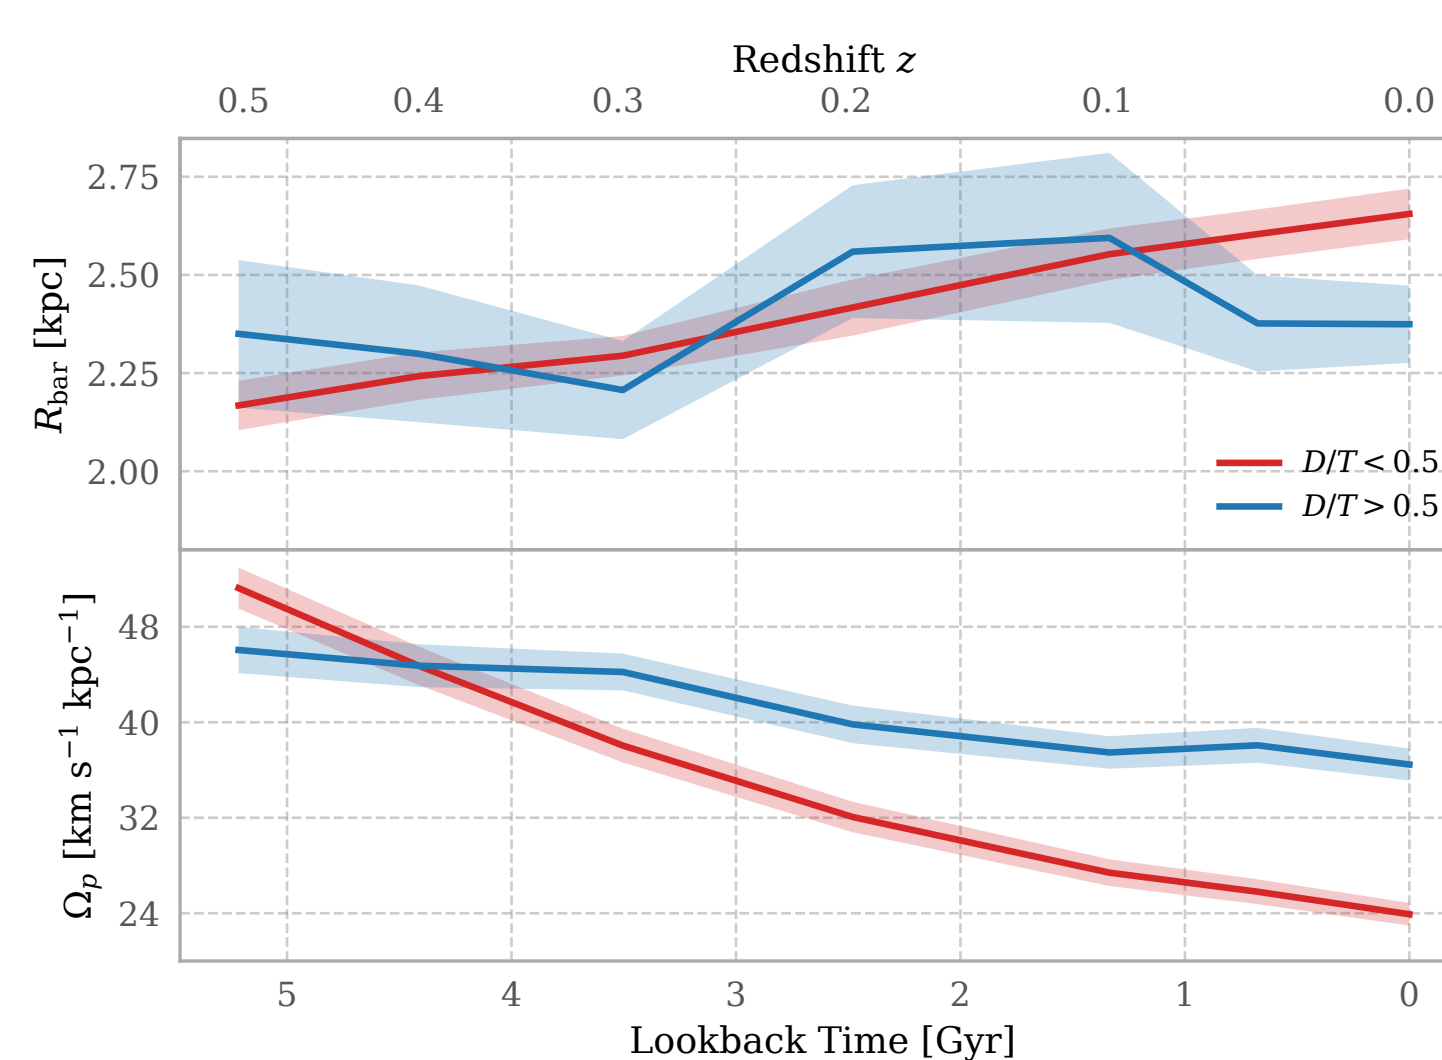 Redshift z
0.5 0.4 0.3 0.2 0.1 0.0
2.75
2.50
2.25
2.00
R_bar [kpc]
D/T < 0.5
D/T > 0.5
48
40
32
24
Ω_p [km s⁻¹ kpc⁻¹]
5 4 3 2 1 0
Lookback Time [Gyr]